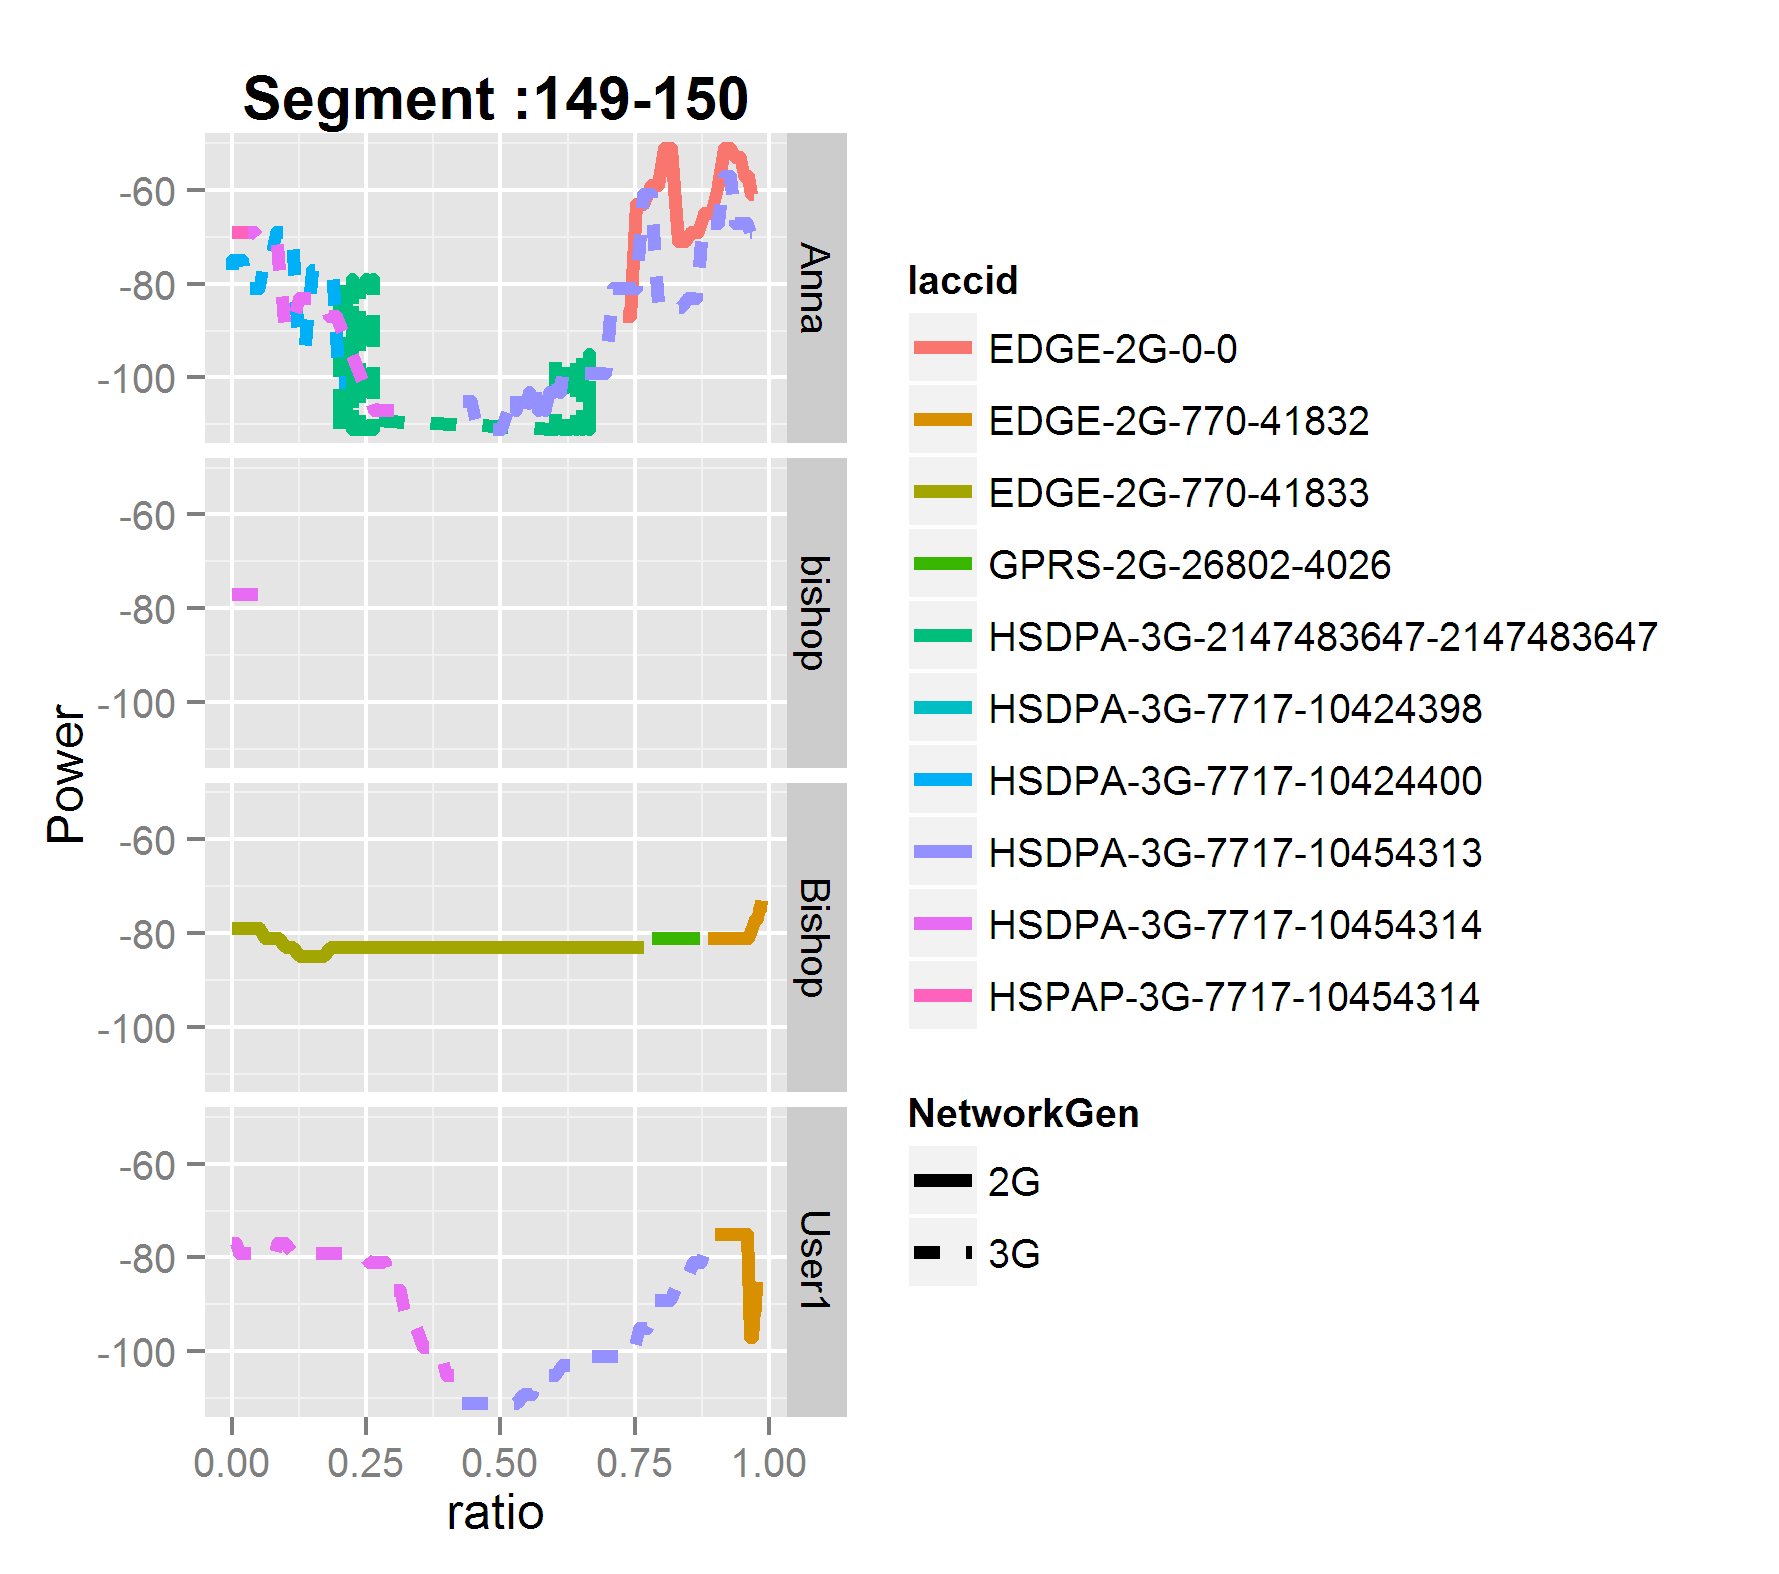 Segment :149-150
-60
-80
-100
Anna
-60
-80
-100
bishop
-60
-80
-100
Bishop
-60
-80
-100
User1
0.00 0.25 0.50 0.75 1.00
ratio
Power
laccid
EDGE-2G-0-0
EDGE-2G-770-41832
EDGE-2G-770-41833
GPRS-2G-26802-4026
HSDPA-3G-2147483647-2147483647
HSDPA-3G-7717-10424398
HSDPA-3G-7717-10424400
HSDPA-3G-7717-10454313
HSDPA-3G-7717-10454314
HSPAP-3G-7717-10454314
NetworkGen
2G
3G